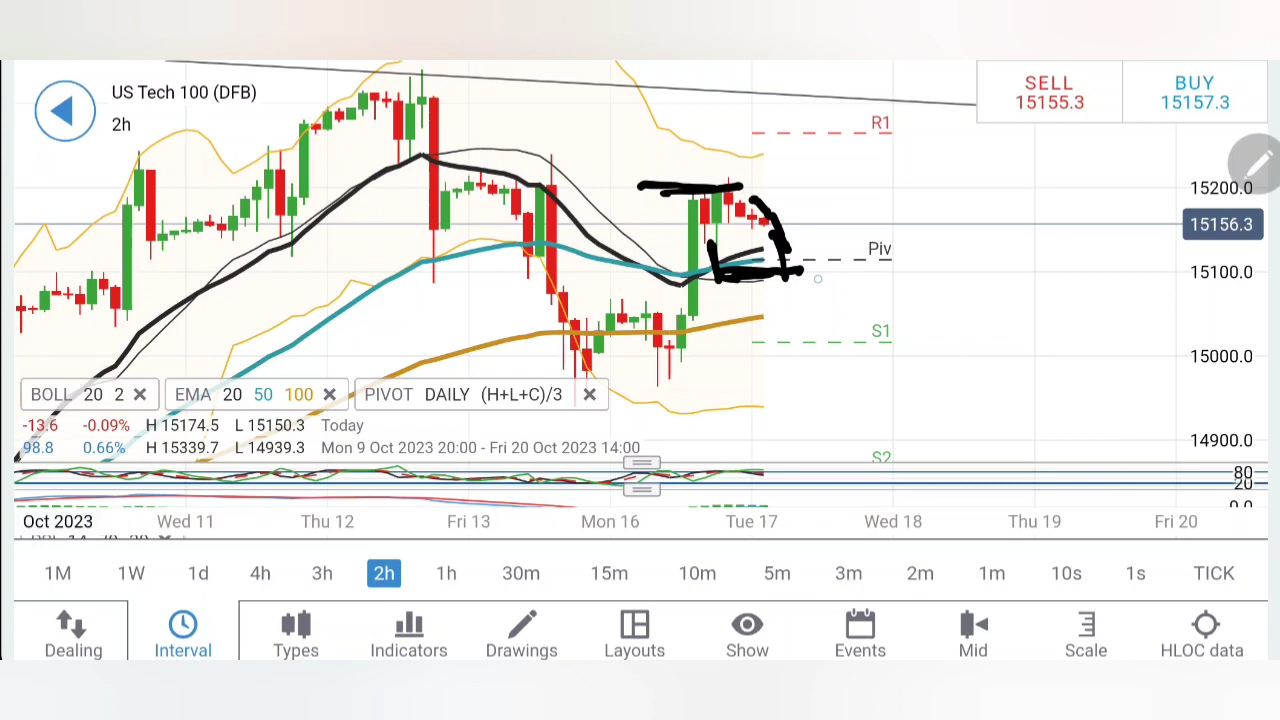 US Tech 100 (DFB)
2h
SELL
15155.3
BUY
15157.3
R1
15200.0
15156.3
Piv
15100.0
S1
15000.0
BOLL 20 2
EMA 20 50 100
PIVOT DAILY (H+L+C)/3
-13.6 -0.09% H 15174.5 L 15150.3 Today
98.8 0.66% H 15339.7 L 14939.3 Mon 9 Oct 2023 20:00 - Fri 20 Oct 2023 14:00
14900.0
S2
80
20
Oct 2023 Wed 11 Thu 12 Fri 13 Mon 16 Tue 17 Wed 18 Thu 19 Fri 20
1M 1W 1d 4h 3h 2h 1h 30m 15m 10m 5m 3m 2m 1m 10s 1s TICK
Dealing Interval Types Indicators Drawings Layouts Show Events Mid Scale HLOC data